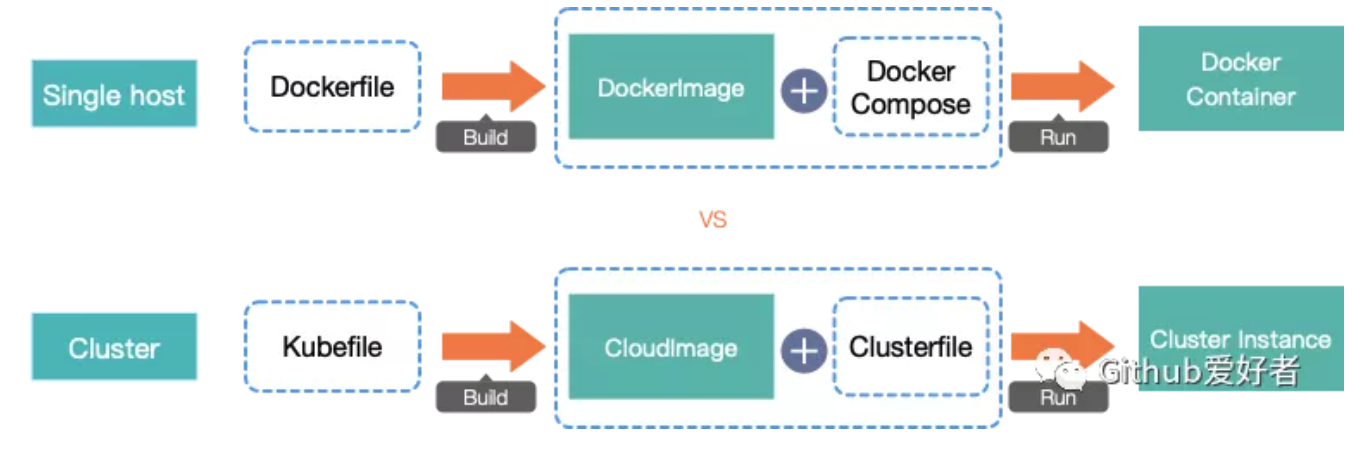 Single host
Dockerfile
Build
DockerImage
Docker
Compose
Run
Docker
Container
VS
Cluster
Kubefile
Build
CloudImage
Clusterfile
Run
Cluster Instance
Github爱好者